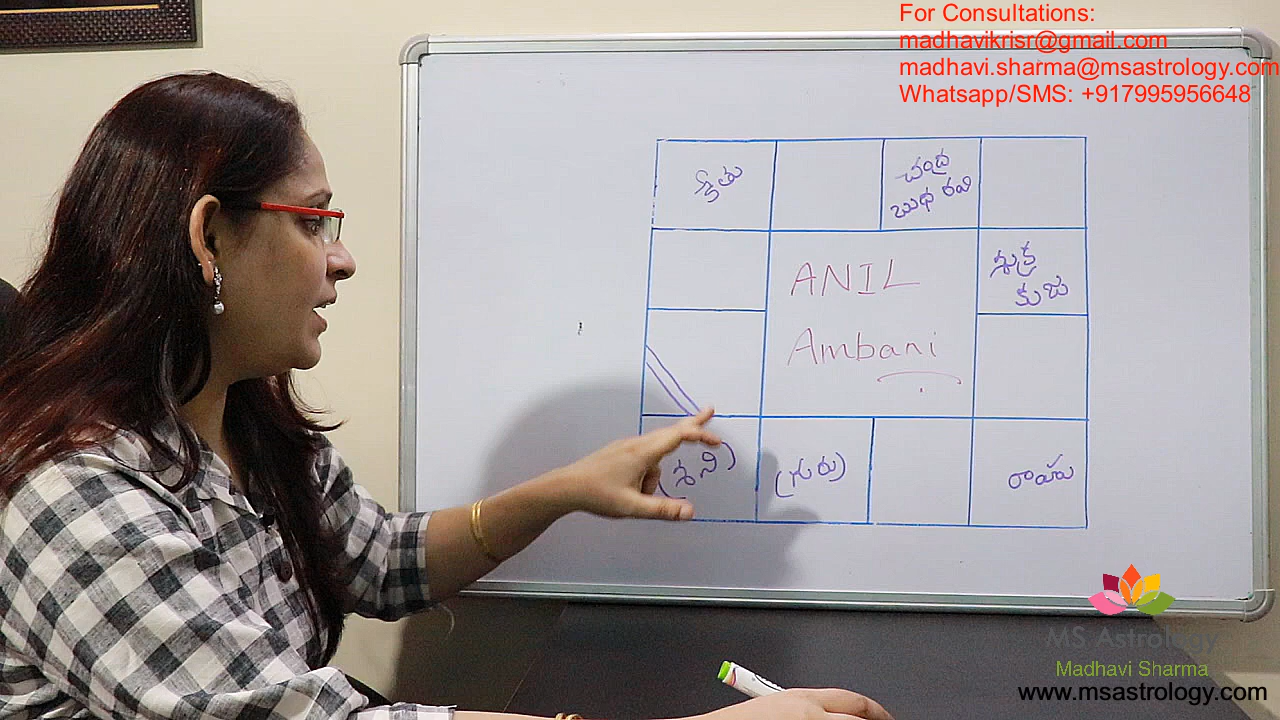 For Consultations:
madhavikrisr@gmail.com
madhavi.sharma@msastrology.com
Whatsapp/SMS: +917995956648
కేతు
చంద్ర
బుధ రవి
శుక్ర
కుజ
ANIL
Ambani
(శని)
(గురు)
రాహు
MS Astrology
Madhavi Sharma
www.msastrology.com